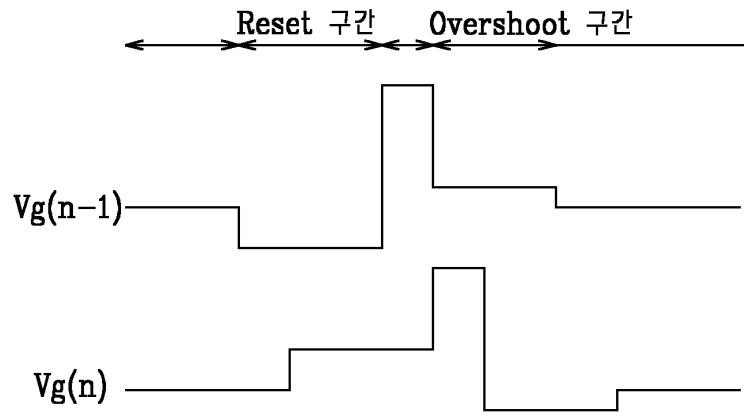 Reset 구간 Overshoot 구간
Vg(n-1)
Vg(n)